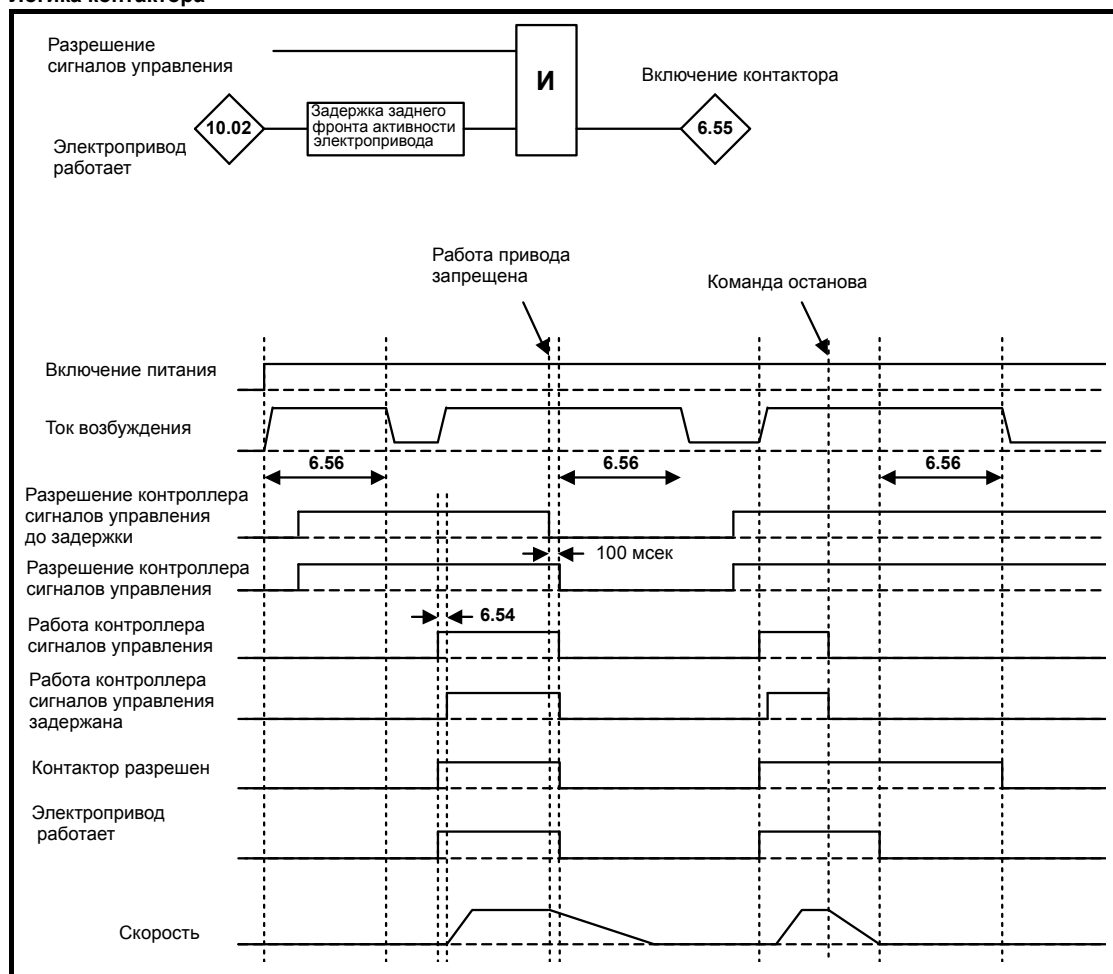 Логика контактора
Разрешение
сигналов управления
И
Включение контактора
10.02
Задержка заднего
фронта активности
электропривода
6.55
Электропривод
работает
Работа привода
запрещена
Команда останова
Включение питания
Ток возбуждения
6.56
6.56
6.56
Разрешение контроллера
сигналов управления
до задержки
100 мсек
Разрешение контроллера
сигналов управления
6.54
Работа контроллера
сигналов управления
Работа контроллера
сигналов управления
задержана
Контактор разрешен
Электропривод
работает
Скорость